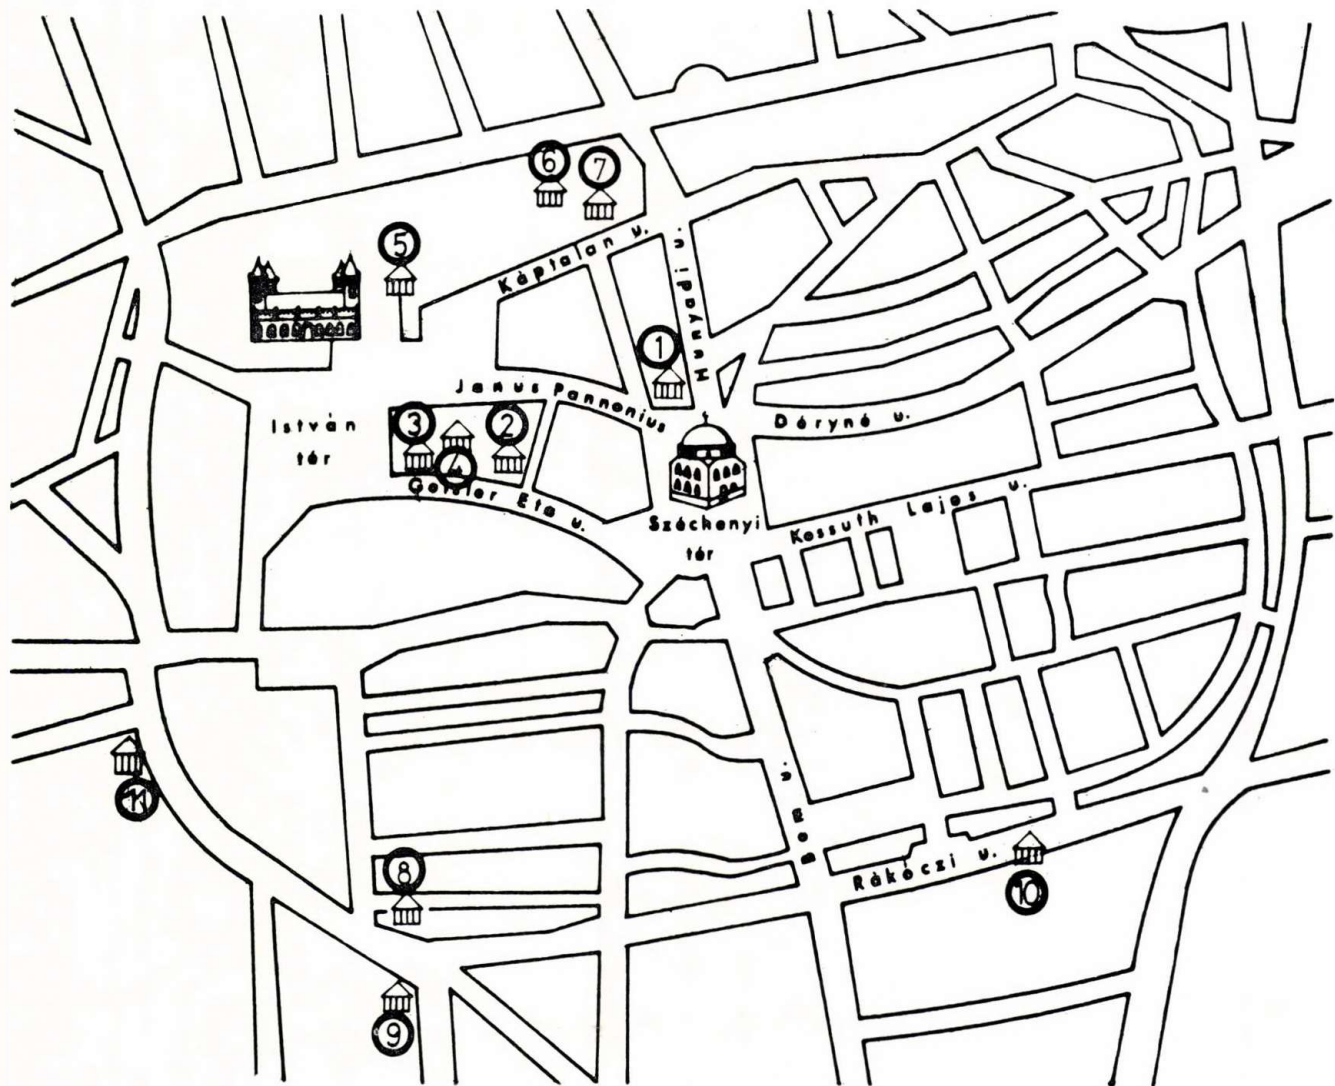 6
7
5
Káptalan u.
Hunyadi u.
1
Janus Pannonius
István
tér
3
2
4
Déryné u.
Geisler Eta u.
Széchenyi
tér
Kossuth Lajos u.
Bem u.
11
8
Rákóczi u.
10
9